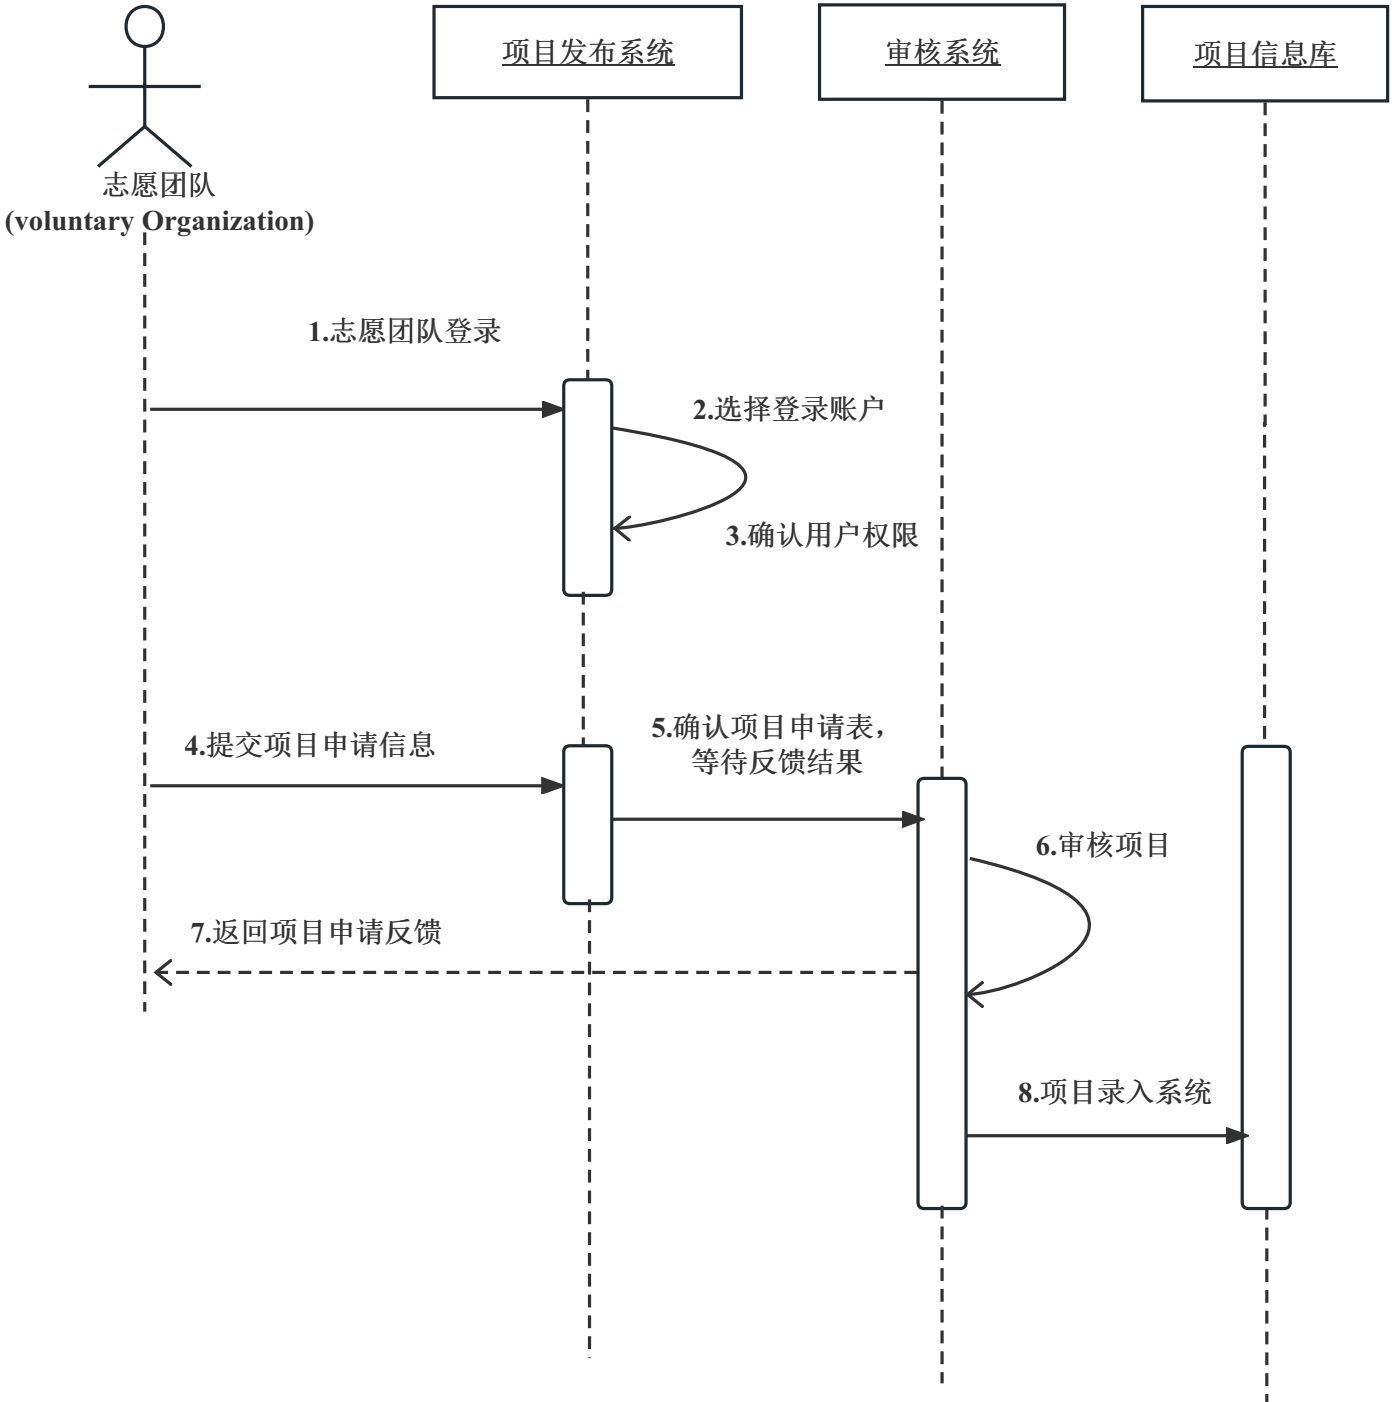 项目发布系统
审核系统
项目信息库
志愿团队
(voluntary Organization)
1.志愿团队登录
2.选择登录账户
3.确认用户权限
4.提交项目申请信息
5.确认项目申请表，
等待反馈结果
6.审核项目
7.返回项目申请反馈
8.项目录入系统